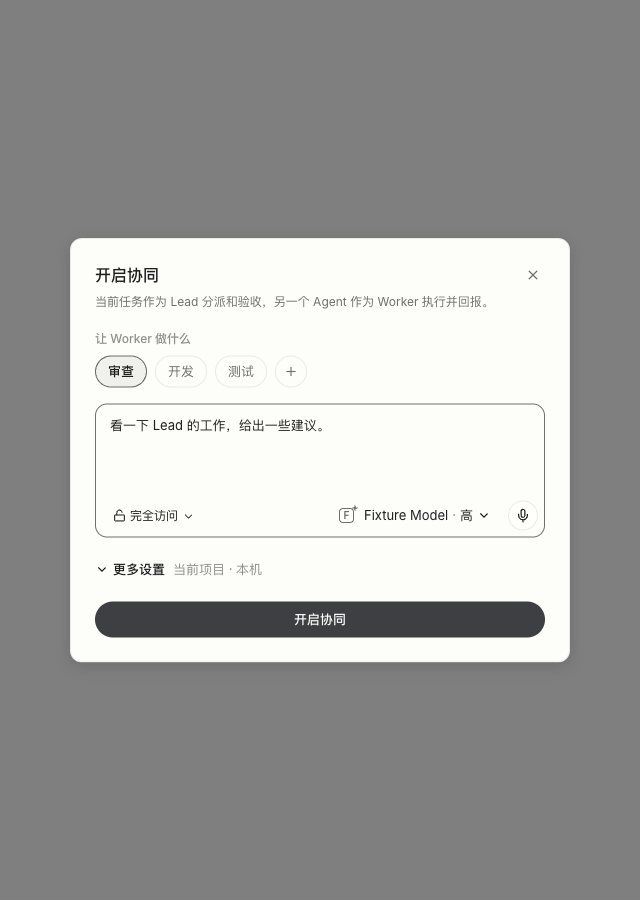 开启协同
当前任务作为 Lead 分派和验收，另一个 Agent 作为 Worker 执行并回报。
让 Worker 做什么
审查 开发 测试 +
看一下 Lead 的工作，给出一些建议。
完全访问 F Fixture Model · 高
更多设置 当前项目 · 本机
开启协同